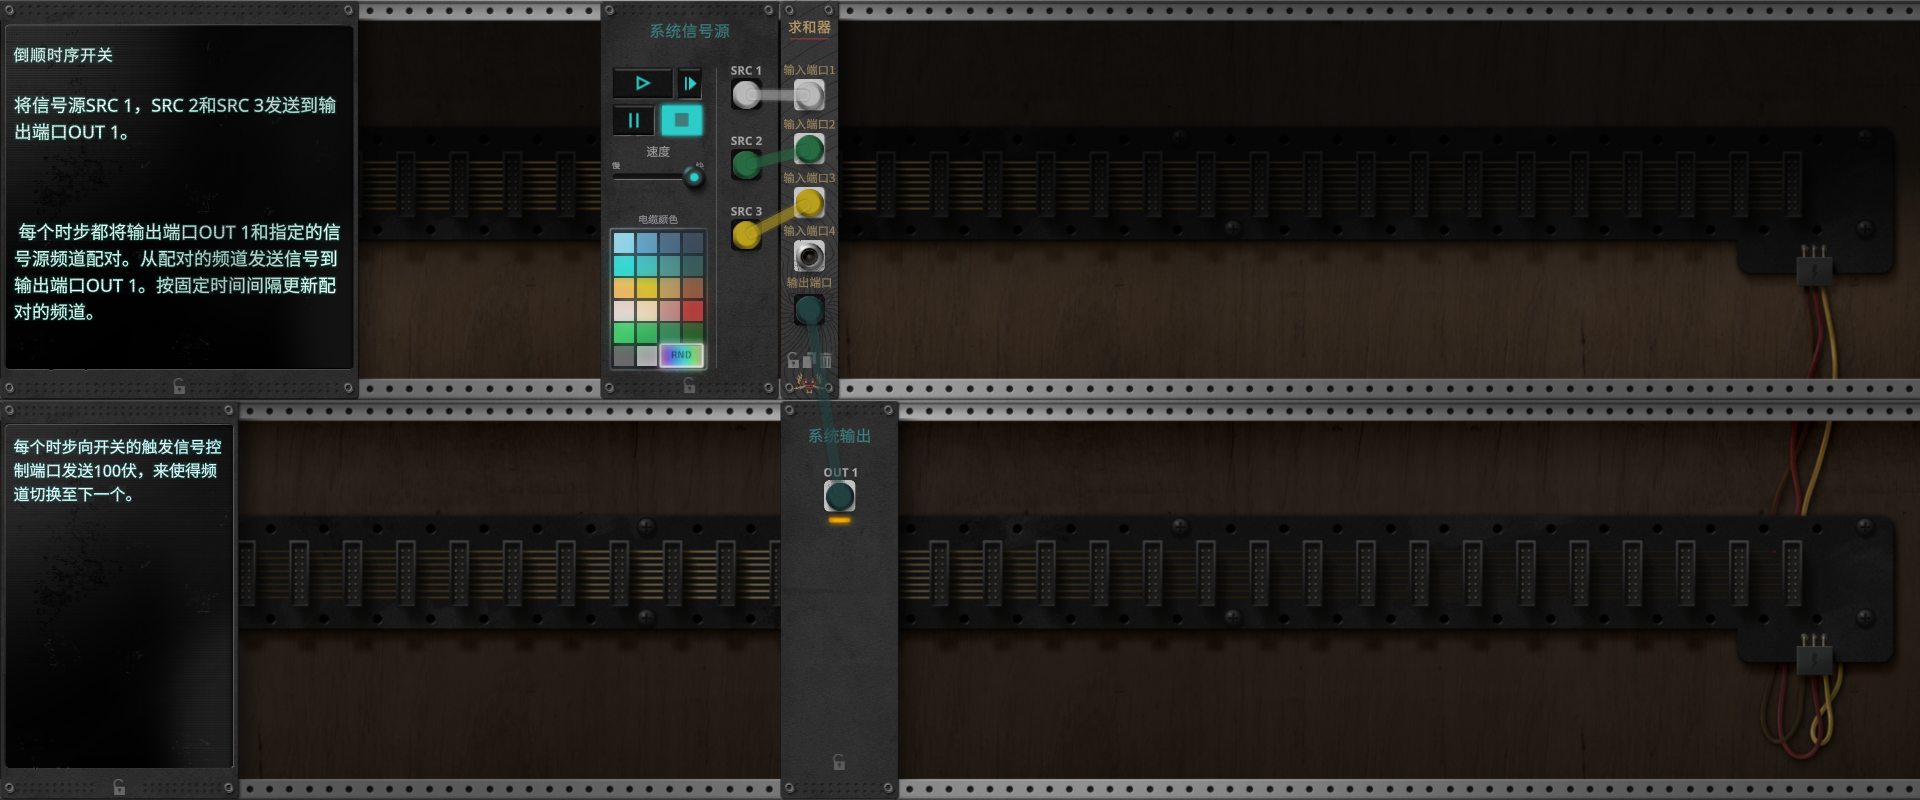 倒顺时序开关
将信号源SRC 1，SRC 2和SRC 3发送到输
出端口OUT 1。
每个时步都将输出端口OUT 1和指定的信
号源频道配对。从配对的频道发送信号到
输出端口OUT 1。按固定时间间隔更新配
对的频道。
系统信号源
速度
慢
快
电缆颜色
RND
SRC 1
SRC 2
SRC 3
求和器
输入端口1
输入端口2
输入端口3
输入端口4
输出端口
每个时步向开关的触发信号控
制端口发送100伏，来使得频
道切换至下一个。
系统输出
OUT 1